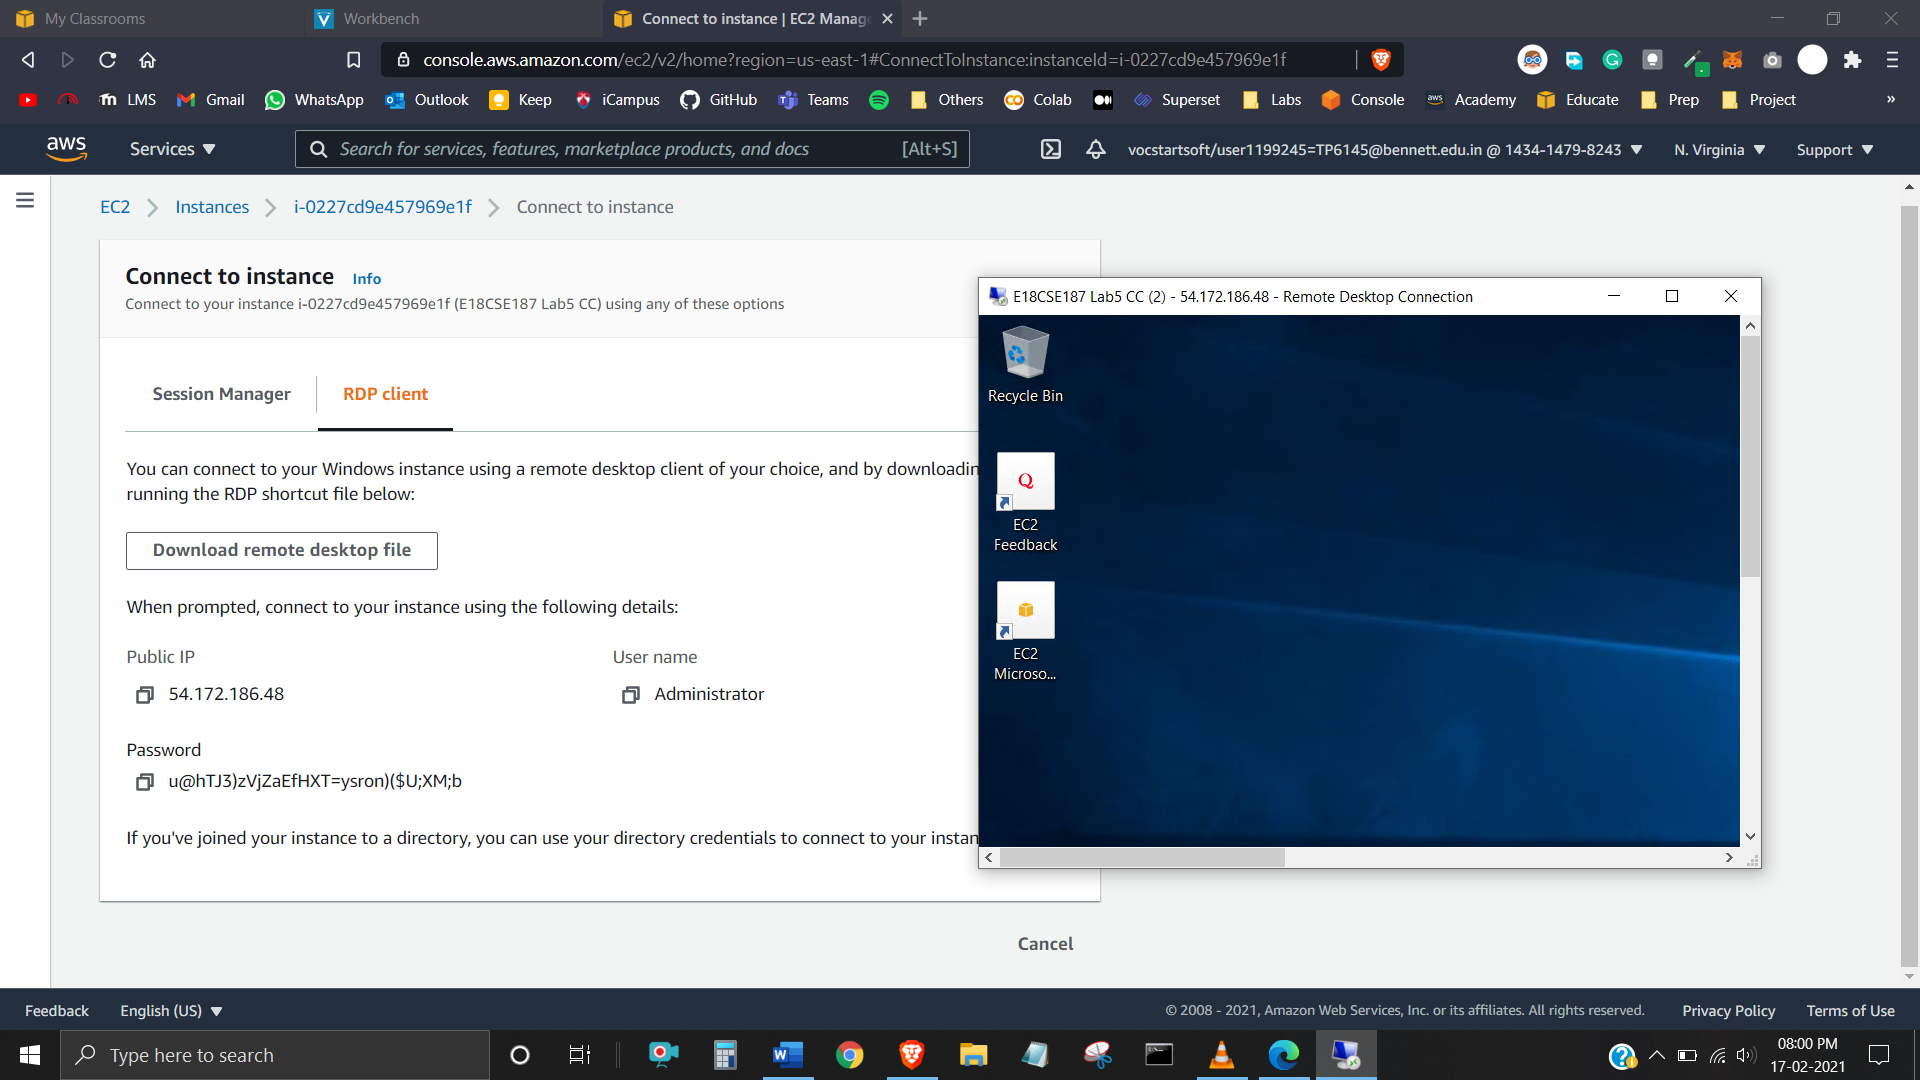 My Classrooms
Workbench
Connect to instance | EC2 Manag
console.aws.amazon.com/ec2/v2/home?region=us-east-1#ConnectToInstance:instanceId=i-0227cd9e457969e1f
LMS Gmail WhatsApp Outlook Keep iCampus GitHub Teams Others Colab Superset Labs Console Academy Educate Prep Project »
aws Services Search for services, features, marketplace products, and docs [Alt+S] vocstartsoft/user1199245=TP6145@bennett.edu.in @ 1434-1479-8243 N. Virginia Support
EC2 Instances i-0227cd9e457969e1f Connect to instance
Connect to instance Info
Connect to your instance i-0227cd9e457969e1f (E18CSE187 Lab5 CC) using any of these options
Session Manager RDP client
You can connect to your Windows instance using a remote desktop client of your choice, and by downloadin
running the RDP shortcut file below:
Download remote desktop file
When prompted, connect to your instance using the following details:
Public IP User name
54.172.186.48 Administrator
Password
u@hTJ3)zVjZaEfHXT=ysron)($U;XM;b
If you've joined your instance to a directory, you can use your directory credentials to connect to your instan
Cancel
E18CSE187 Lab5 CC (2) - 54.172.186.48 - Remote Desktop Connection
Recycle Bin
Q
EC2
Feedback
EC2
Microso...
Feedback English (US) © 2008 - 2021, Amazon Web Services, Inc. or its affiliates. All rights reserved. Privacy Policy Terms of Use
Type here to search
08:00 PM
17-02-2021